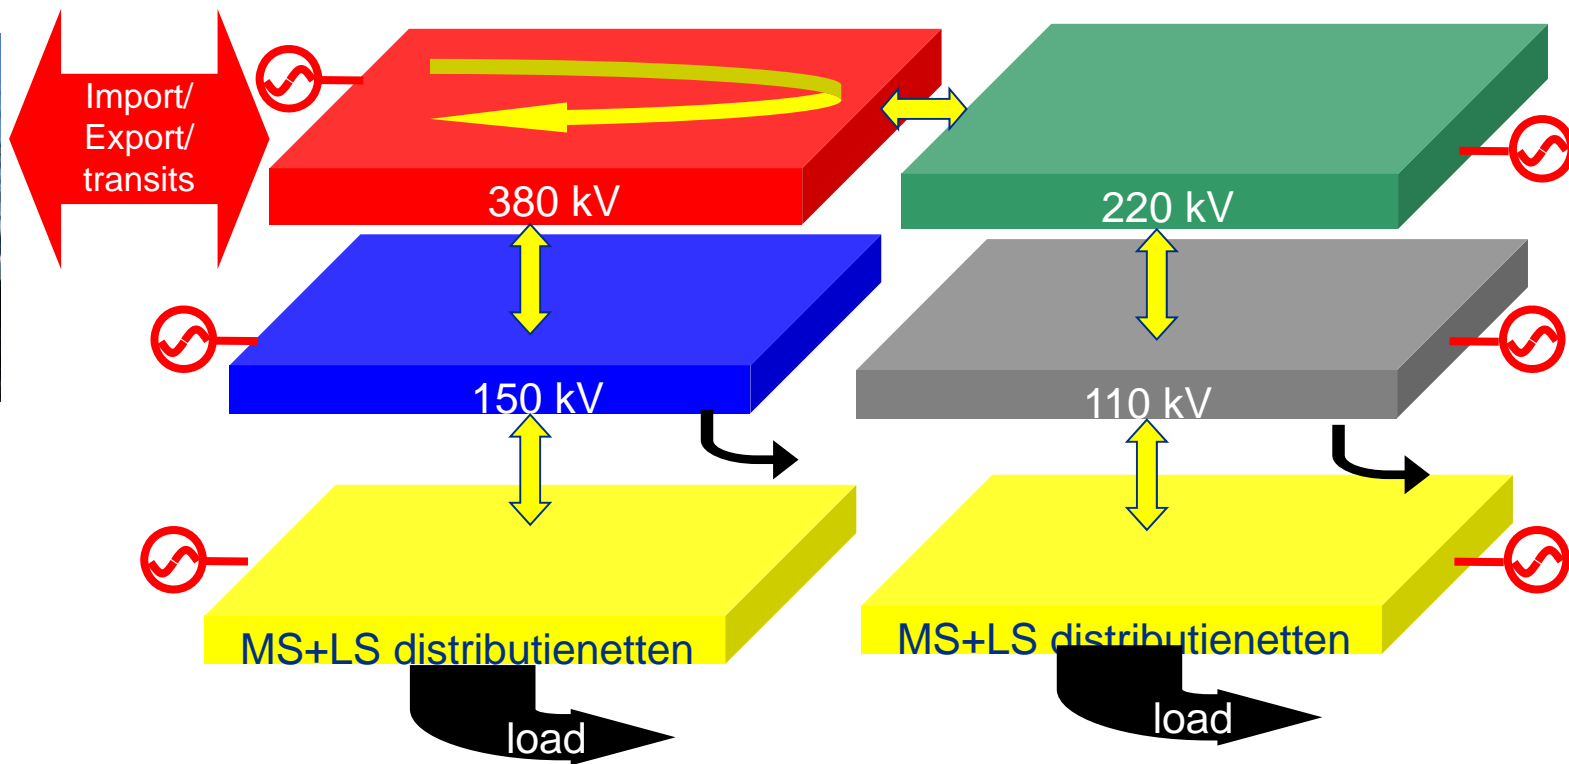 Import/
Export/
transits
380 kV
220 kV
150 kV
110 kV
MS+LS distributienetten
MS+LS distributienetten
load
load